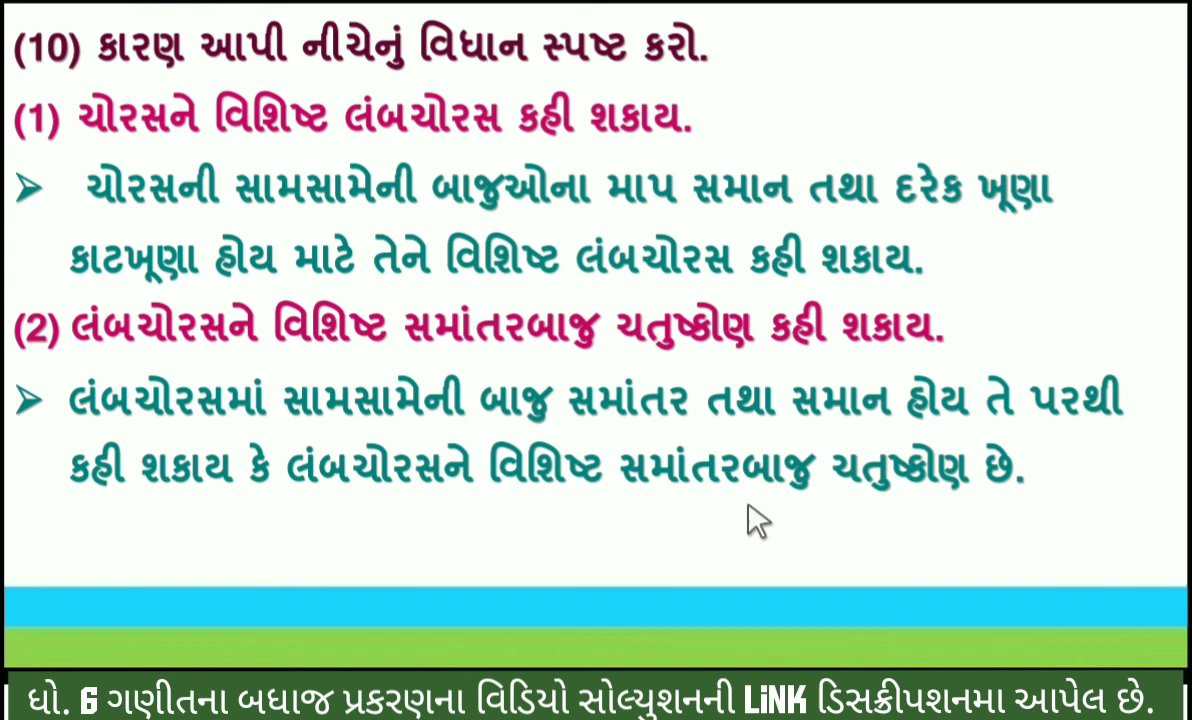 (10) કારણ આપી નીચેનું વિધાન સ્પષ્ટ કરો.
(1) ચોરસને વિશિષ્ટ લંબચોરસ કહી શકાય.
➢ ચોરસની સામસામેની બાજુઓના માપ સમાન તથા દરેક ખૂણા
કાટખૂણા હોય માટે તેને વિશિષ્ટ લંબચોરસ કહી શકાય.
(2) લંબચોરસને વિશિષ્ટ સમાંતરબાજુ ચતુષ્કોણ કહી શકાય.
➢ લંબચોરસમાં સામસામેની બાજુ સમાંતર તથા સમાન હોય તે પરથી
કહી શકાય કે લંબચોરસને વિશિષ્ટ સમાંતરબાજુ ચતુષ્કોણ છે.
ધો. 6 ગણીતના બધાજ પ્રકરણના વિડિયો સોલ્યુશનની LiNK ડિસક્રીપશનમા આપેલ છે.